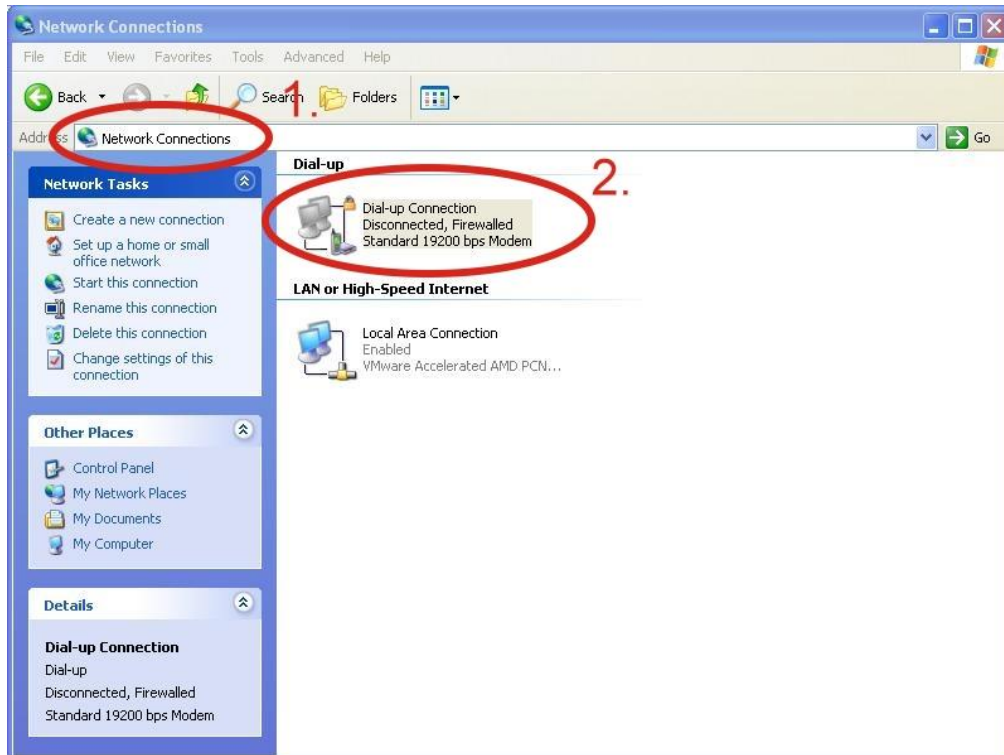 Network Connections
File Edit View Favorites Tools Advanced Help
Back Search Folders
1.
Address Network Connections Go
Network Tasks
Create a new connection
Set up a home or small
office network
Start this connection
Rename this connection
Delete this connection
Change settings of this
connection
Other Places
Control Panel
My Network Places
My Documents
My Computer
Details
Dial-up Connection
Dial-up
Disconnected, Firewalled
Standard 19200 bps Modem
Dial-up
2.
Dial-up Connection
Disconnected, Firewalled
Standard 19200 bps Modem
LAN or High-Speed Internet
Local Area Connection
Enabled
VMware Accelerated AMD PCN...